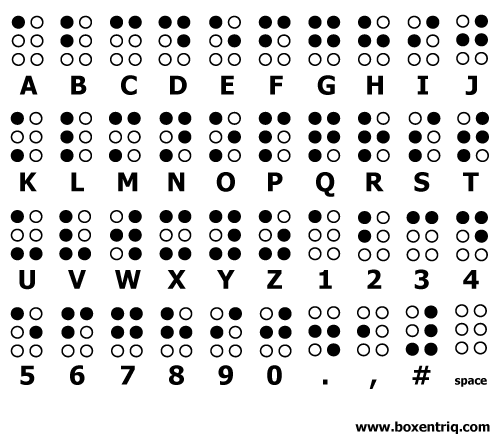 A B C D E F G H I J
K L M N O P Q R S T
U V W X Y Z 1 2 3 4
5 6 7 8 9 0 . , # space
www.boxentriq.com